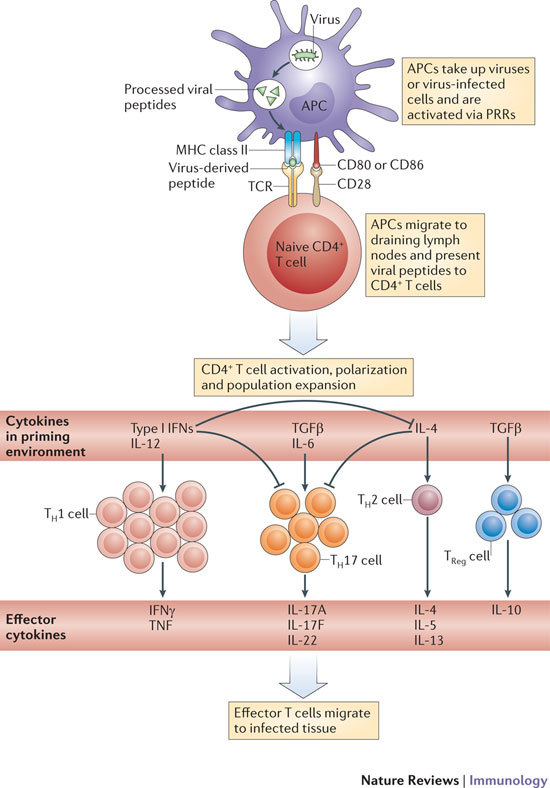 Virus
Processed viral
peptides
APC
APCs take up viruses
or virus-infected
cells and are
activated via PRRs
MHC class II
Virus-derived
peptide
TCR
CD80 or CD86
CD28
Naive CD4⁺
T cell
APCs migrate to
draining lymph
nodes and present
viral peptides to
CD4⁺ T cells
CD4⁺ T cell activation, polarization
and population expansion
Cytokines
in priming
environment
Type I IFNs
IL-12
TGFβ
IL-6
IL-4
TGFβ
T_H1 cell
T_H17 cell
T_H2 cell
T_Reg cell
Effector
cytokines
IFNγ
TNF
IL-17A
IL-17F
IL-22
IL-4
IL-5
IL-13
IL-10
Effector T cells migrate
to infected tissue
Nature Reviews | Immunology